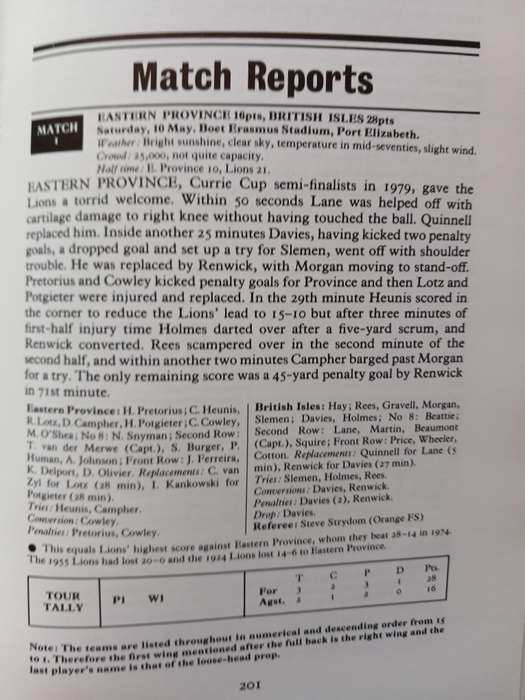 Match Reports
MATCH
1
EASTERN PROVINCE 16pts, BRITISH ISLES 28pts
Saturday, 10 May. Boet Erasmus Stadium, Port Elizabeth.
Weather: Bright sunshine, clear sky, temperature in mid-seventies, slight wind.
Crowd: 25,000, not quite capacity.
Half time: E. Province 10, Lions 21.
EASTERN PROVINCE, Currie Cup semi-finalists in 1979, gave the
Lions a torrid welcome. Within 50 seconds Lane was helped off with
cartilage damage to right knee without having touched the ball. Quinnell
replaced him. Inside another 25 minutes Davies, having kicked two penalty
goals, a dropped goal and set up a try for Slemen, went off with shoulder
trouble. He was replaced by Renwick, with Morgan moving to stand-off.
Pretorius and Cowley kicked penalty goals for Province and then Lotz and
Potgieter were injured and replaced. In the 29th minute Heunis scored in
the corner to reduce the Lions' lead to 15–10 but after three minutes of
first-half injury time Holmes darted over after a five-yard scrum, and
Renwick converted. Rees scampered over in the second minute of the
second half, and within another two minutes Campher barged past Morgan
for a try. The only remaining score was a 45-yard penalty goal by Renwick
in 71st minute.
Eastern Province: H. Pretorius; C. Heunis,
R. Lotz, D. Campher, H. Potgieter; C. Cowley,
M. O'Shea; No 8: N. Snyman; Second Row:
T. van der Merwe (Capt.), S. Burger, P.
Human, A. Johnson; Front Row: J. Ferreira,
K. Delport, D. Olivier. Replacements: C. van
Zyl for Lotz (28 min), I. Kankowski for
Potgieter (28 min).
Tries: Heunis, Campher.
Conversion: Cowley.
Penalties: Pretorius, Cowley.
British Isles: Hay; Rees, Gravell, Morgan,
Slemen; Davies, Holmes; No 8: Beattie;
Second Row: Lane, Martin, Beaumont
(Capt.), Squire; Front Row: Price, Wheeler,
Cotton. Replacements: Quinnell for Lane (5
min), Renwick for Davies (27 min).
Tries: Slemen, Holmes, Rees.
Conversions: Davies, Renwick.
Penalties: Davies (2), Renwick.
Drop: Davies.
Referee: Steve Strydom (Orange FS)
● This equals Lions' highest score against Eastern Province, whom they beat 28–14 in 1974.
The 1955 Lions had lost 20–0 and the 1924 Lions lost 14–6 to Eastern Province.
TOUR
TALLY
P1 W1
T C P D Pts.
For 3 2 3 1 28
Agst. 2 1 2 0 16
Note: The teams are listed throughout in numerical and descending order from 15
to 1. Therefore the first wing mentioned after the full back is the right wing and the
last player's name is that of the loose-head prop.
201